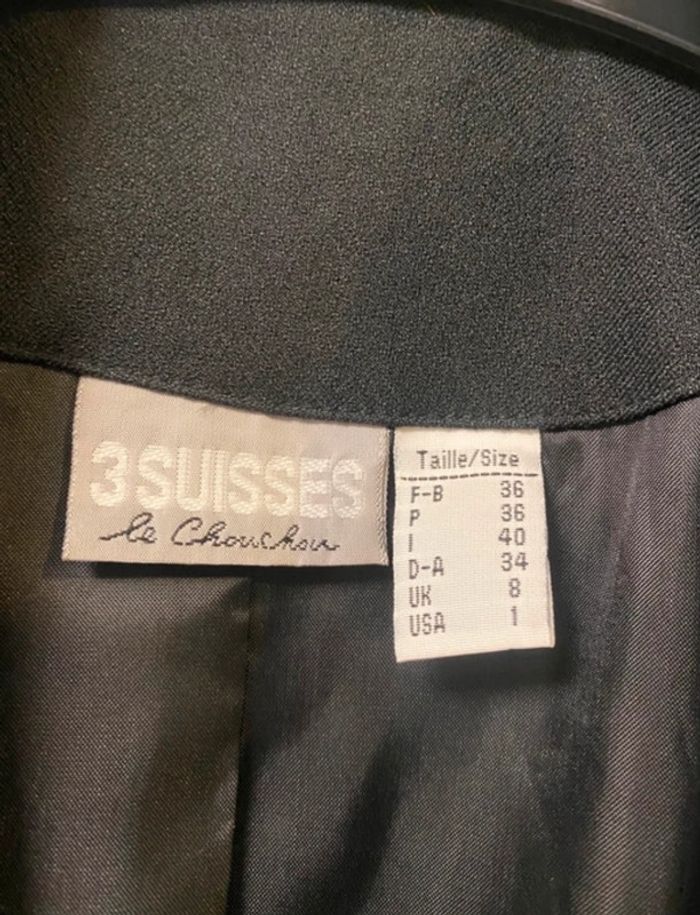 3SUISSES
le Chouchou
Taille/Size
F-B 36
P 36
I 40
D-A 34
UK 8
USA 1